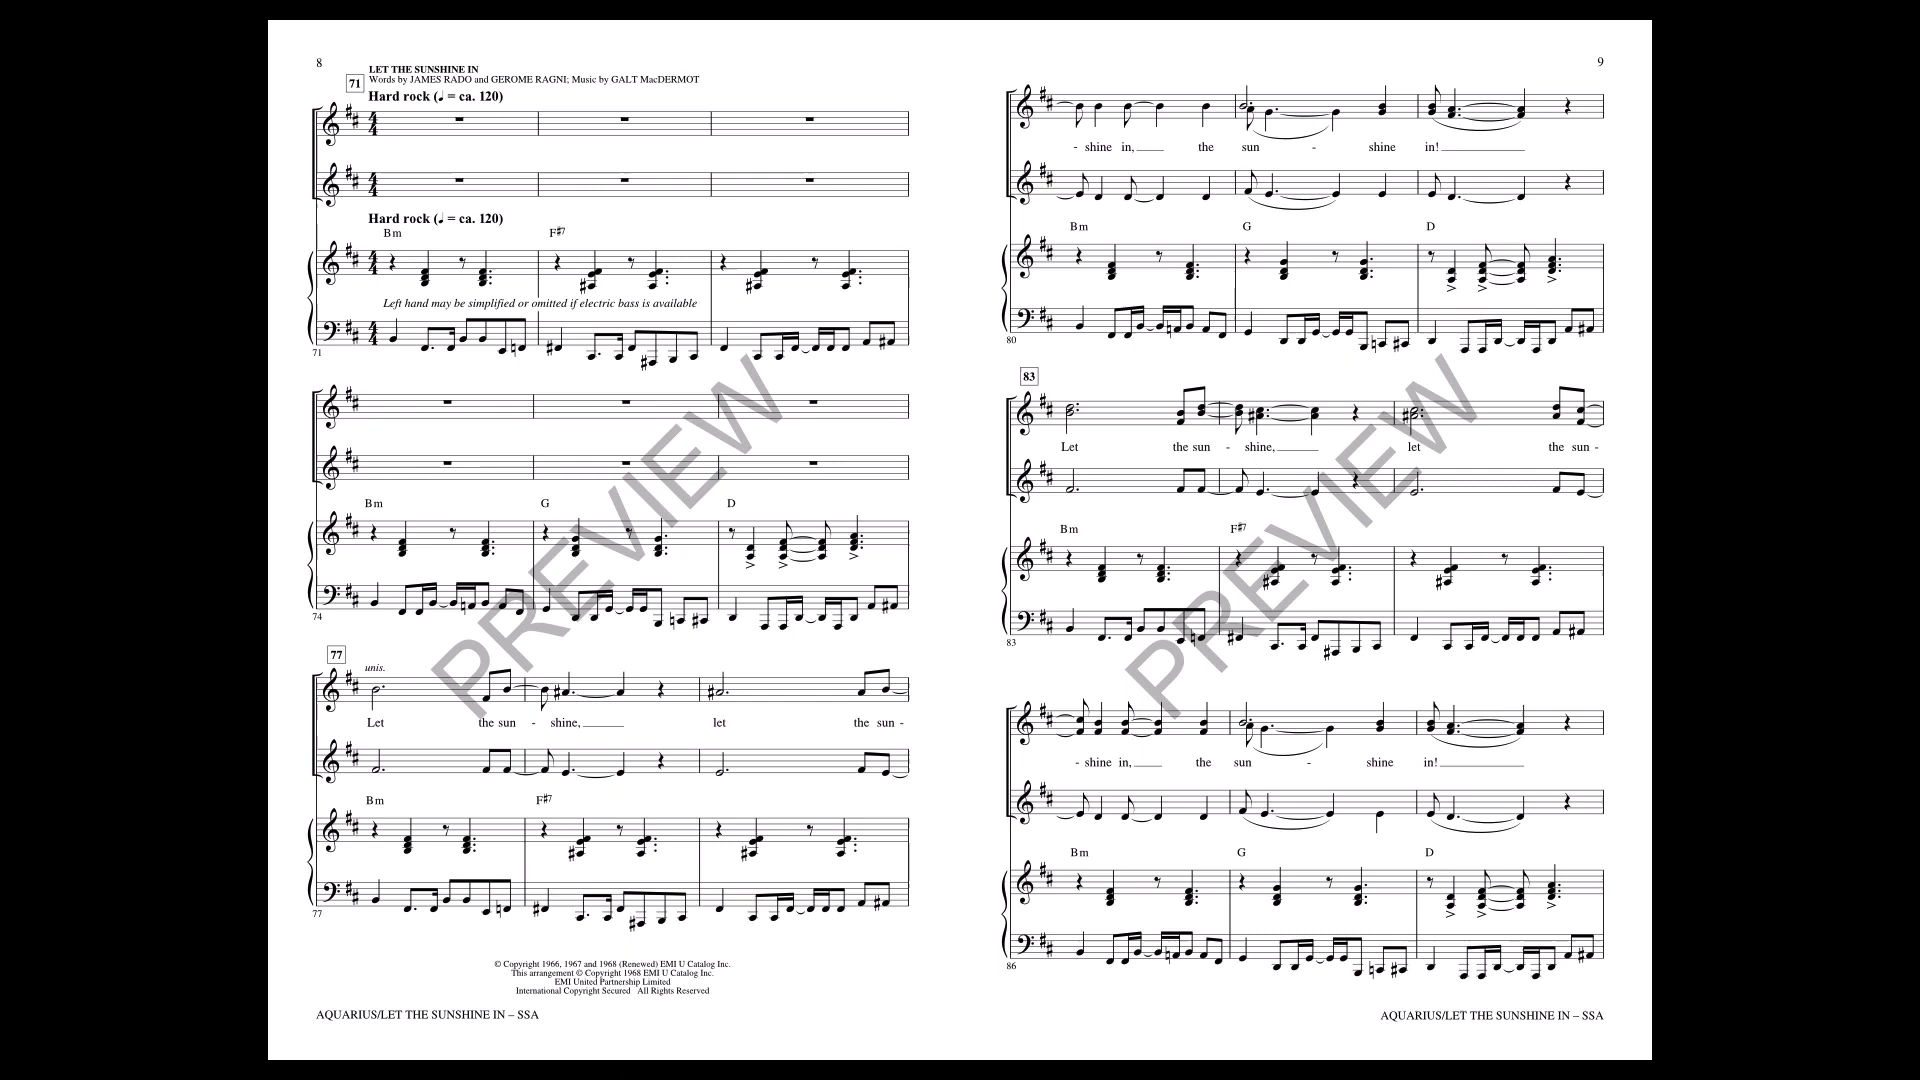 8
LET THE SUNSHINE IN
Words by JAMES RADO and GEROME RAGNI; Music by GALT MacDERMOT
71
Hard rock (♩ = ca. 120)
Hard rock (♩ = ca. 120)
Bm F♯7
Left hand may be simplified or omitted if electric bass is available
71
Bm G D
74
77
unis.
Let the sun - shine, let the sun -
Bm F♯7
77
© Copyright 1966, 1967 and 1968 (Renewed) EMI U Catalog Inc.
This arrangement © Copyright 1968 EMI U Catalog Inc.
EMI United Partnership Limited
International Copyright Secured All Rights Reserved
AQUARIUS/LET THE SUNSHINE IN – SSA
PREVIEW
9
- shine in, the sun - shine in!
Bm G D
80
83
Let the sun - shine, let the sun -
Bm F♯7
83
- shine in, the sun - shine in!
Bm G D
86
AQUARIUS/LET THE SUNSHINE IN – SSA
PREVIEW